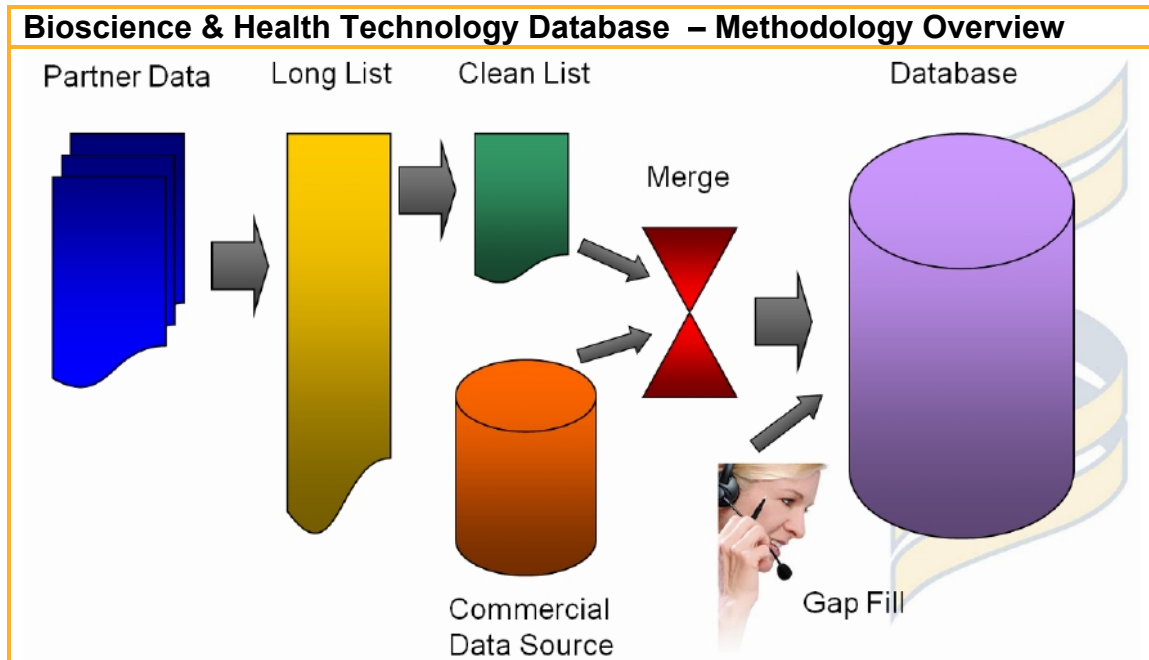 Bioscience & Health Technology Database – Methodology Overview
Partner Data
Long List
Clean List
Database
Merge
Commercial
Data Source
Gap Fill